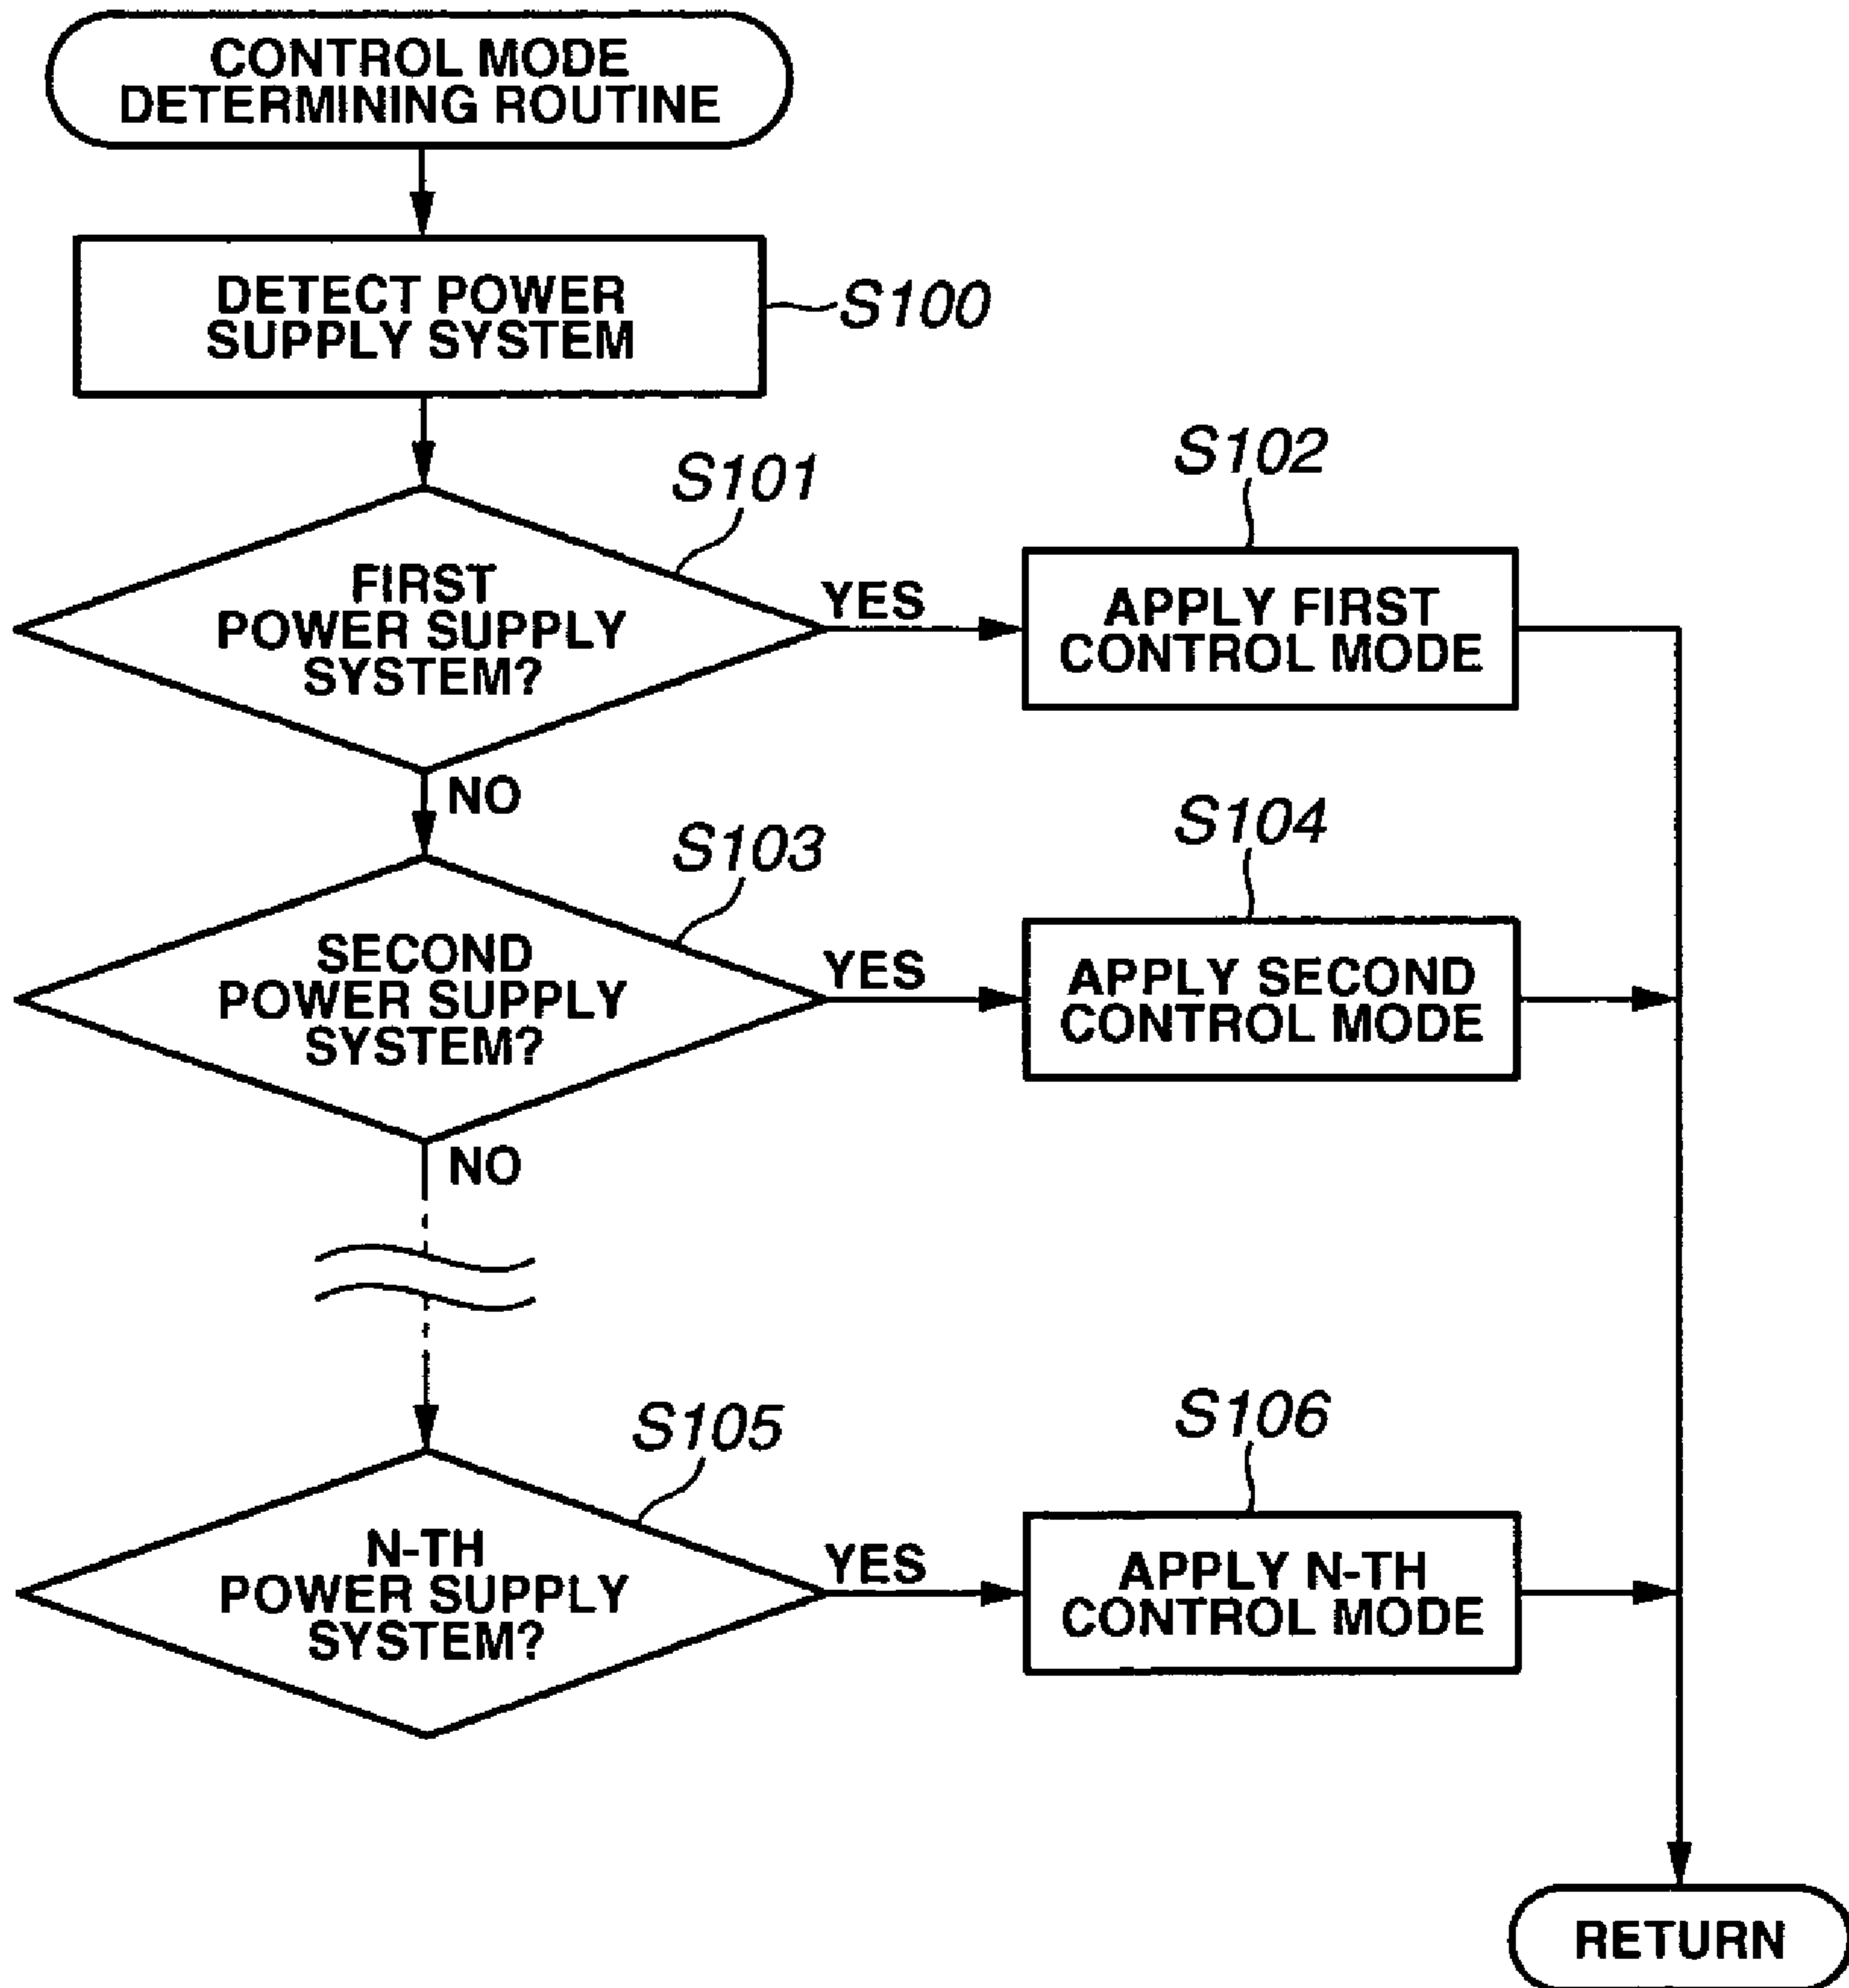 CONTROL MODE
DETERMINING ROUTINE
DETECT POWER
SUPPLY SYSTEM
S100
S101
FIRST
POWER SUPPLY
SYSTEM?
YES
S102
APPLY FIRST
CONTROL MODE
NO
S103
SECOND
POWER SUPPLY
SYSTEM?
YES
S104
APPLY SECOND
CONTROL MODE
NO
S105
N-TH
POWER SUPPLY
SYSTEM?
YES
S106
APPLY N-TH
CONTROL MODE
RETURN